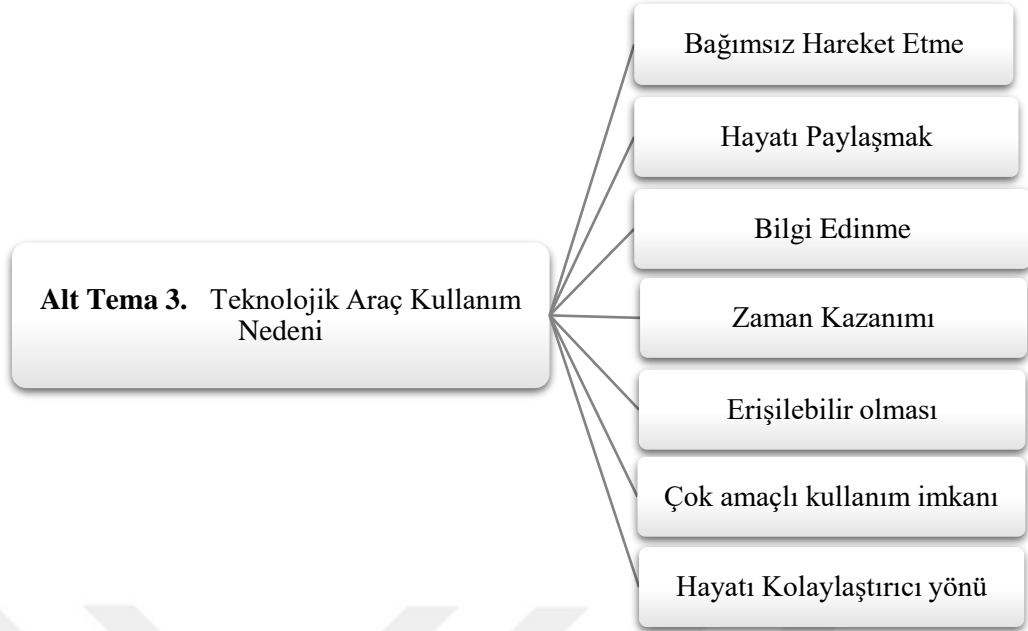 Bağımsız Hareket Etme
Hayatı Paylaşmak
Bilgi Edinme
Alt Tema 3. Teknolojik Araç Kullanım
Nedeni
Zaman Kazanımı
Erişilebilir olması
Çok amaçlı kullanım imkanı
Hayatı Kolaylaştırıcı yönü